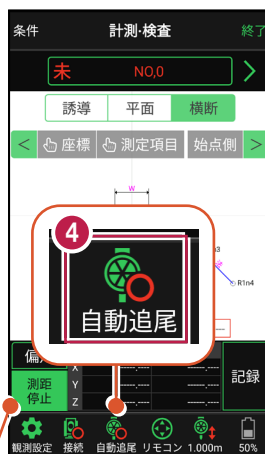 条件 計測·検査 終了
未 NO,0 >
誘導 平面 横断
< 座標 測定項目 始点側 >
W
n3
4
R1n4
自動追尾
偏
X
測距 Y
停止 Z
記録
観測設定 接続 自動追尾 リモコン 1.000m 50%